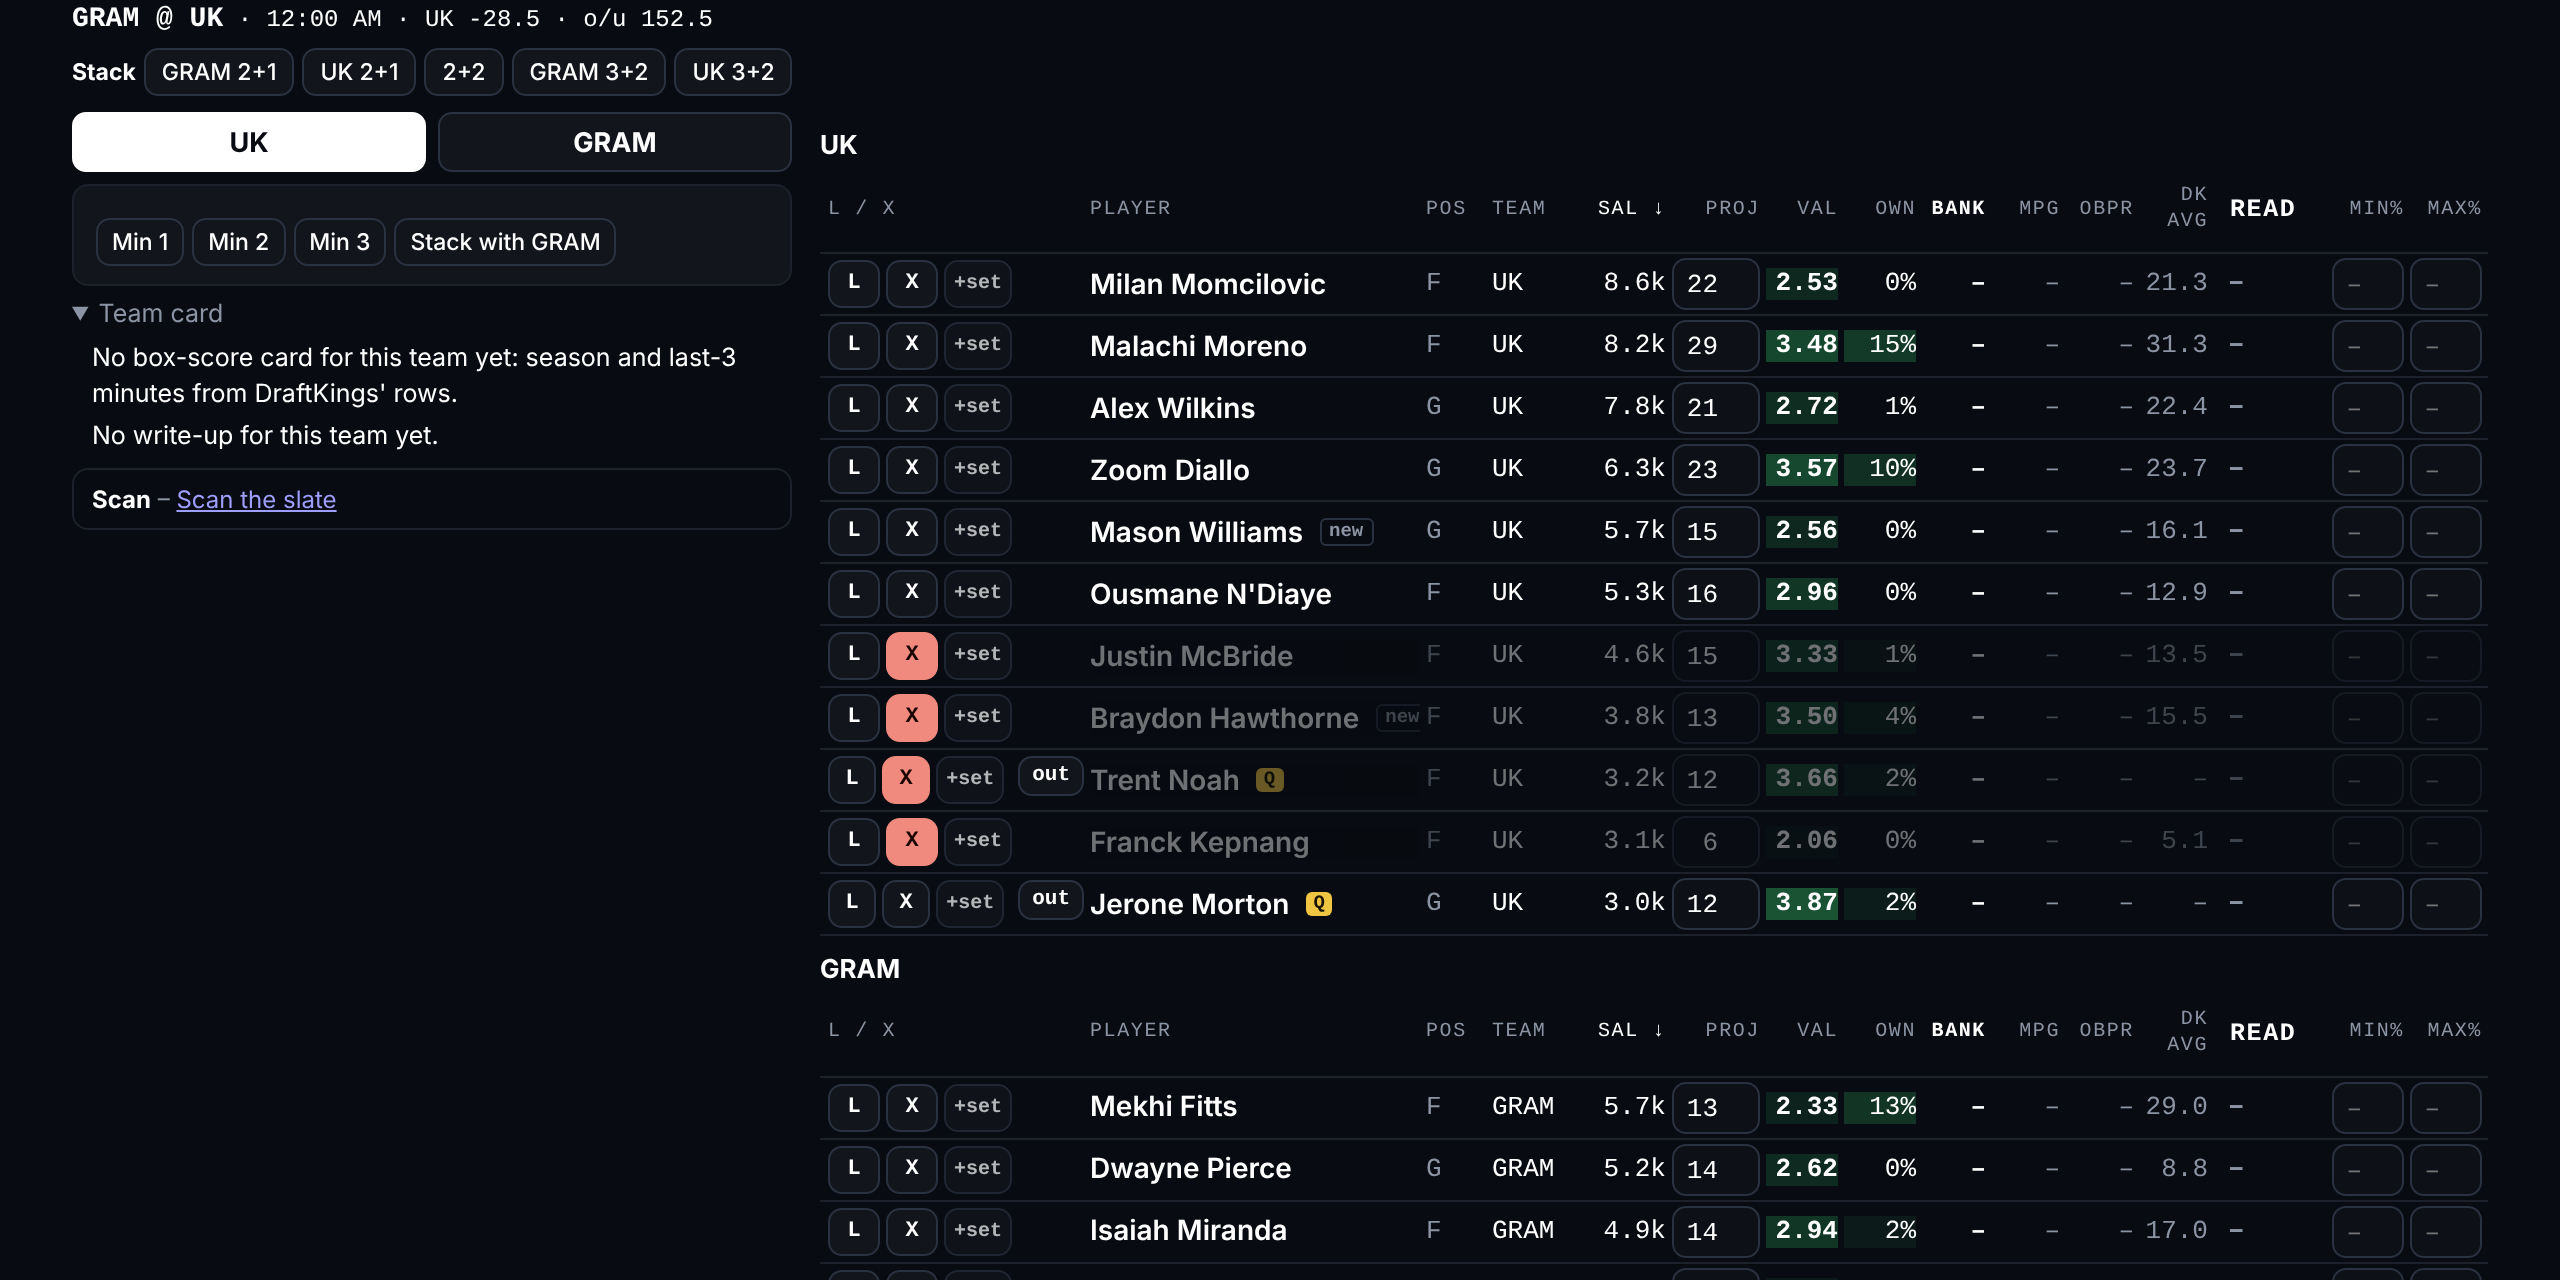 GRAM @ UK · 12:00 AM · UK -28.5 · o/u 152.5
Stack GRAM 2+1 UK 2+1 2+2 GRAM 3+2 UK 3+2
UK GRAM
Min 1 Min 2 Min 3 Stack with GRAM
▼ Team card
No box-score card for this team yet: season and last-3
minutes from DraftKings' rows.
No write-up for this team yet.
Scan – Scan the slate
UK
L / X PLAYER POS TEAM SAL ↓ PROJ VAL OWN BANK MPG OBPR DK AVG READ MIN% MAX%
L X +set Milan Momcilovic F UK 8.6k 22 2.53 0% – – – 21.3 – – –
L X +set Malachi Moreno F UK 8.2k 29 3.48 15% – – – 31.3 – – –
L X +set Alex Wilkins G UK 7.8k 21 2.72 1% – – – 22.4 – – –
L X +set Zoom Diallo G UK 6.3k 23 3.57 10% – – – 23.7 – – –
L X +set Mason Williams new G UK 5.7k 15 2.56 0% – – – 16.1 – – –
L X +set Ousmane N'Diaye F UK 5.3k 16 2.96 0% – – – 12.9 – – –
L X +set Justin McBride F UK 4.6k 15 3.33 1% – – – 13.5 – – –
L X +set Braydon Hawthorne new F UK 3.8k 13 3.50 4% – – – 15.5 – – –
L X +set out Trent Noah Q F UK 3.2k 12 3.66 2% – – – – – – –
L X +set Franck Kepnang F UK 3.1k 6 2.06 0% – – – 5.1 – – –
L X +set out Jerone Morton Q G UK 3.0k 12 3.87 2% – – – – – – –
GRAM
L / X PLAYER POS TEAM SAL ↓ PROJ VAL OWN BANK MPG OBPR DK AVG READ MIN% MAX%
L X +set Mekhi Fitts F GRAM 5.7k 13 2.33 13% – – – 29.0 – – –
L X +set Dwayne Pierce G GRAM 5.2k 14 2.62 0% – – – 8.8 – – –
L X +set Isaiah Miranda F GRAM 4.9k 14 2.94 2% – – – 17.0 – – –